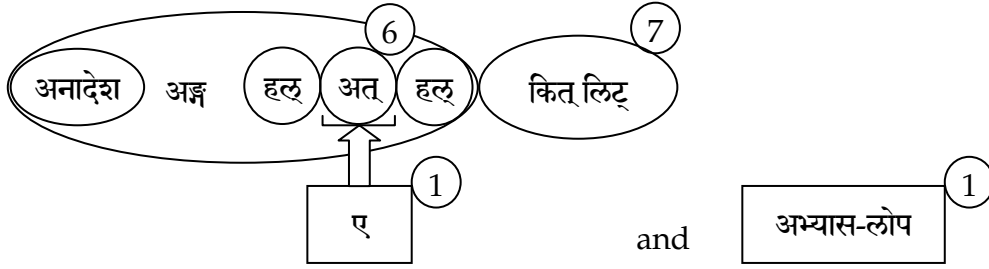 6 7
अनादेश अङ्ग हल् अत् हल् कित् लिट्
1 1
ए and अभ्यास-लोप